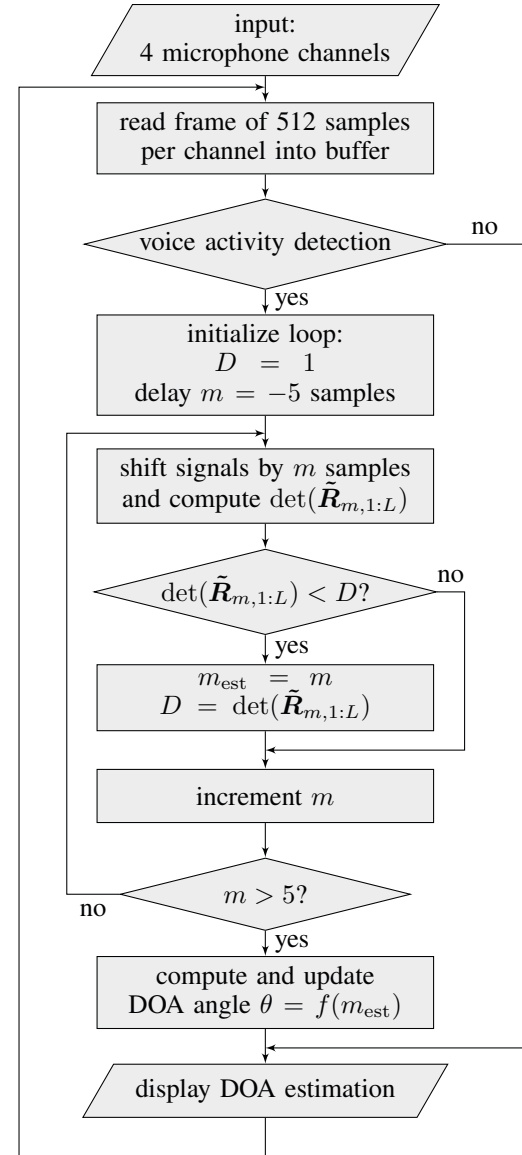 input:
4 microphone channels
read frame of 512 samples
per channel into buffer
voice activity detection
no
yes
initialize loop:
D = 1
delay m = −5 samples
shift signals by m samples
and compute det(R̃_{m,1:L})
det(R̃_{m,1:L}) < D?
no
yes
m_est = m
D = det(R̃_{m,1:L})
increment m
m > 5?
no
yes
compute and update
DOA angle θ = f(m_est)
display DOA estimation